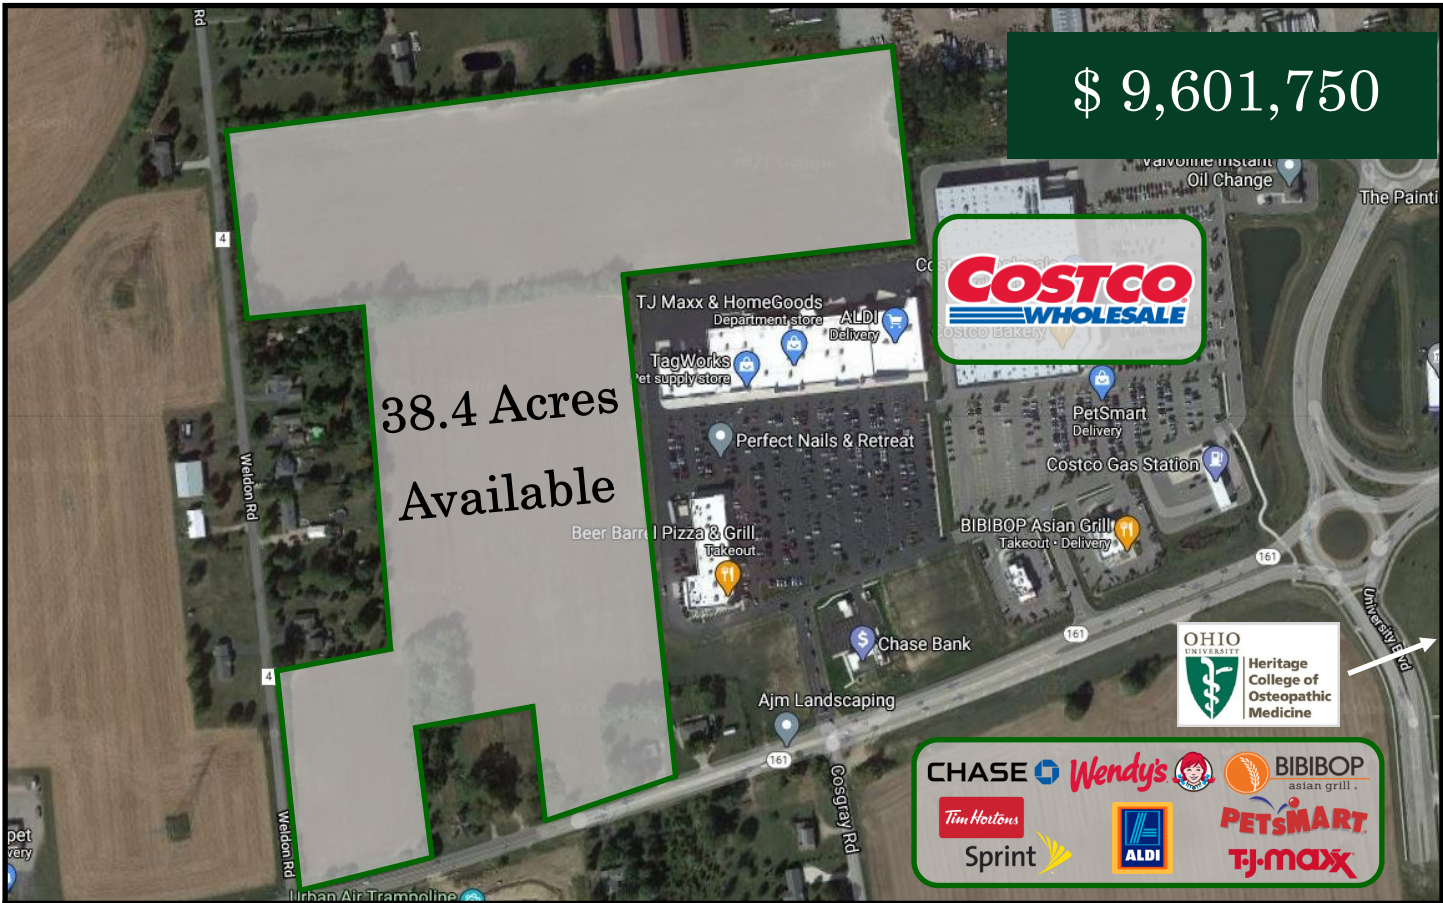 Rd
$ 9,601,750
Valvoline Instant
Oil Change
The Painti
4
COSTCO
WHOLESALE
Costco Bakery
TJ Maxx & HomeGoods
Department store
ALDI
Delivery
TagWorks
Pet supply store
38.4 Acres
Available
PetSmart
Delivery
Perfect Nails & Retreat
Costco Gas Station
Weldon Rd
Beer Barrel Pizza & Grill
Takeout
BIBIBOP Asian Grill
Takeout • Delivery
161
161
University Blvd
Chase Bank
OHIO
UNIVERSITY
Heritage
College of
Osteopathic
Medicine
4
Ajm Landscaping
161
Cosgray Rd
CHASE
Wendy's
BIBIBOP
asian grill
Tim Hortons
PETSMART
Sprint
ALDI
T.J.maxx
Weldon Rd
pet
very
Urban Air Trampoline